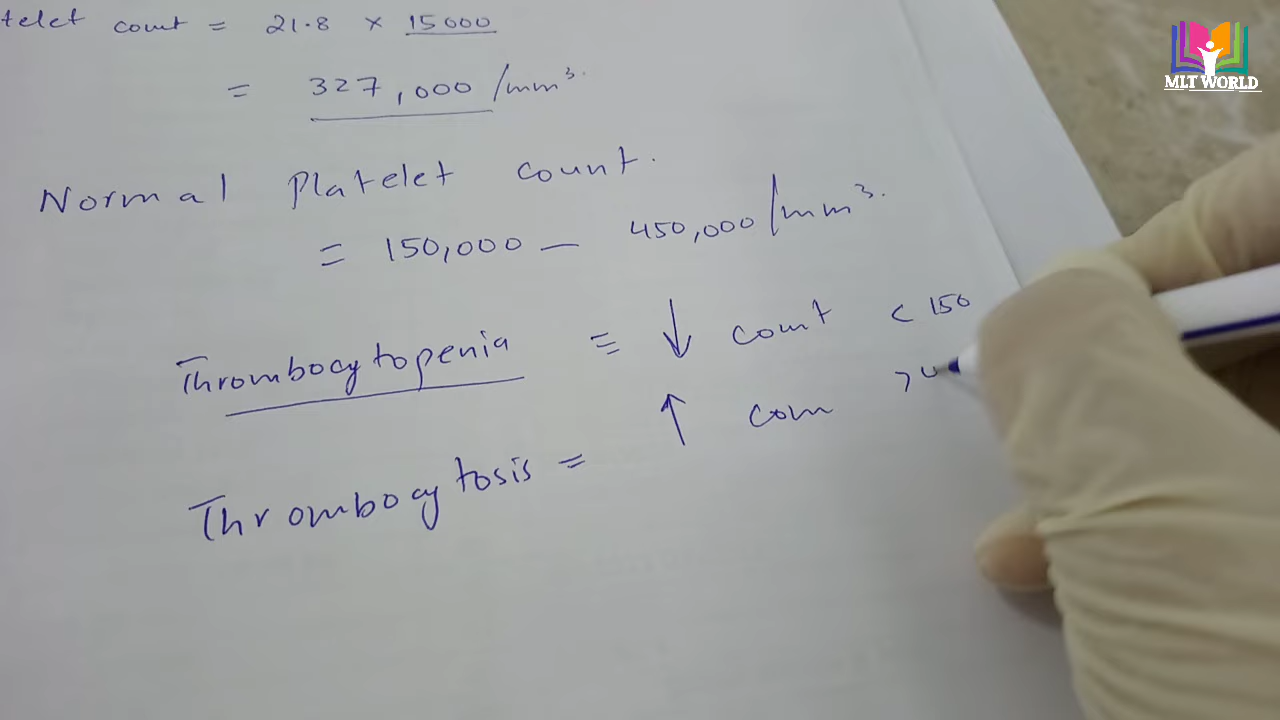 telet count = 21.8 × 15000
= 327,000 /mm³.
MLT WORLD
Normal Platelet count.
= 150,000 — 450,000/mm³.
Thrombocytopenia = ↓ count < 150
Thrombocytosis = ↑ coun >